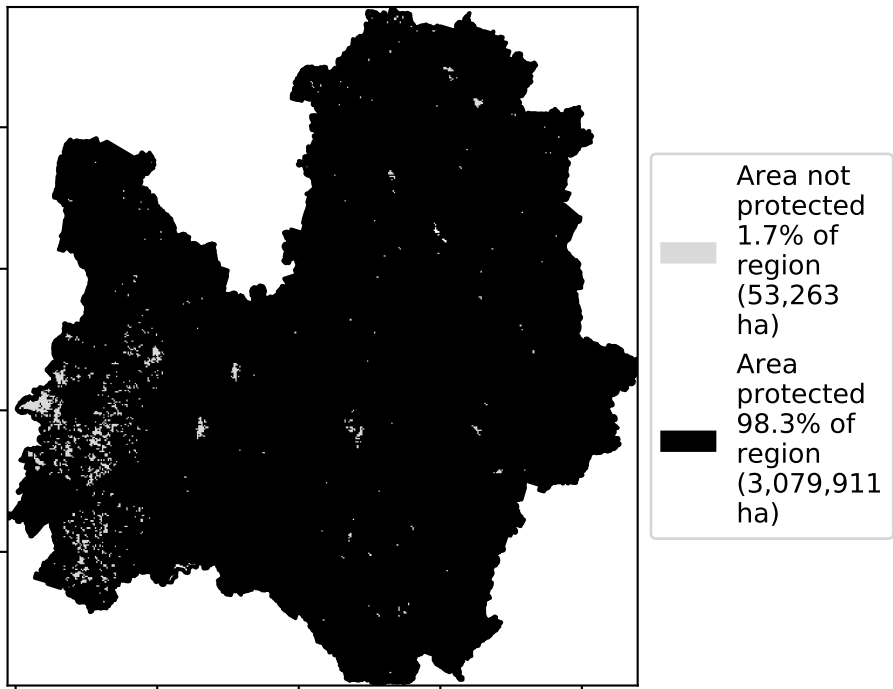 Area not
protected
1.7% of
region
(53,263
ha)
Area
protected
98.3% of
region
(3,079,911
ha)